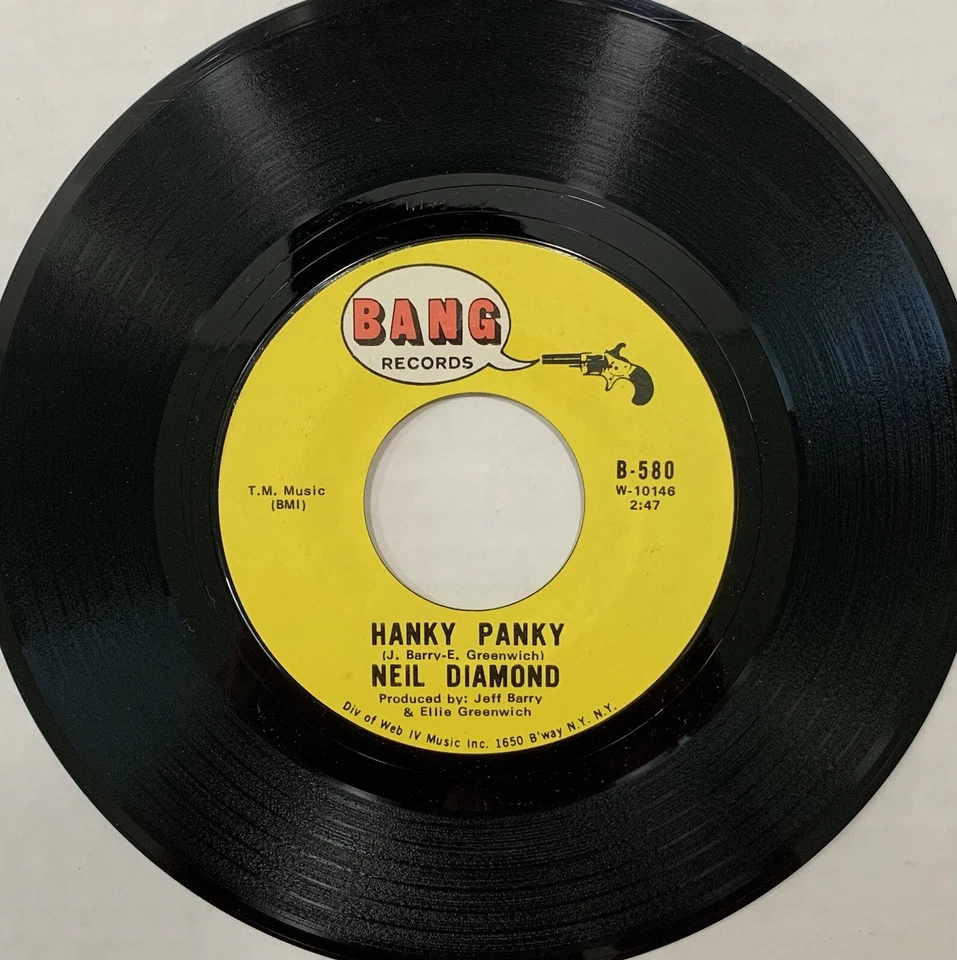 BANG
RECORDS
T.M. Music
(BMI)
B-580
W-10146
2:47
HANKY PANKY
(J. Barry-E. Greenwich)
NEIL DIAMOND
Produced by: Jeff Barry
& Ellie Greenwich
Div of Web IV Music Inc. 1650 B'way N.Y. N.Y.